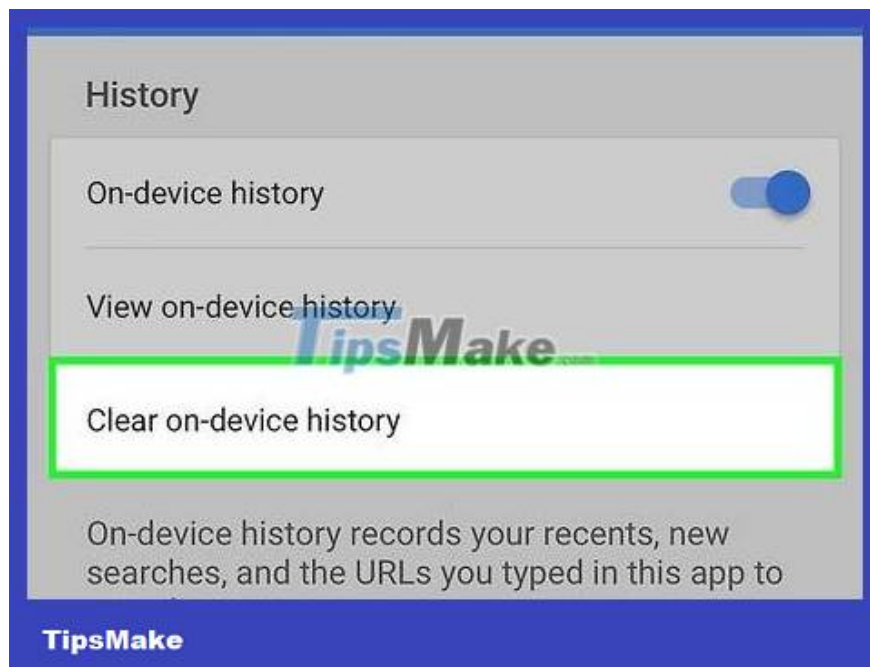 History
On-device history
View on-device history
TipsMake.com
Clear on-device history
On-device history records your recents, new
searches, and the URLs you typed in this app to
TipsMake